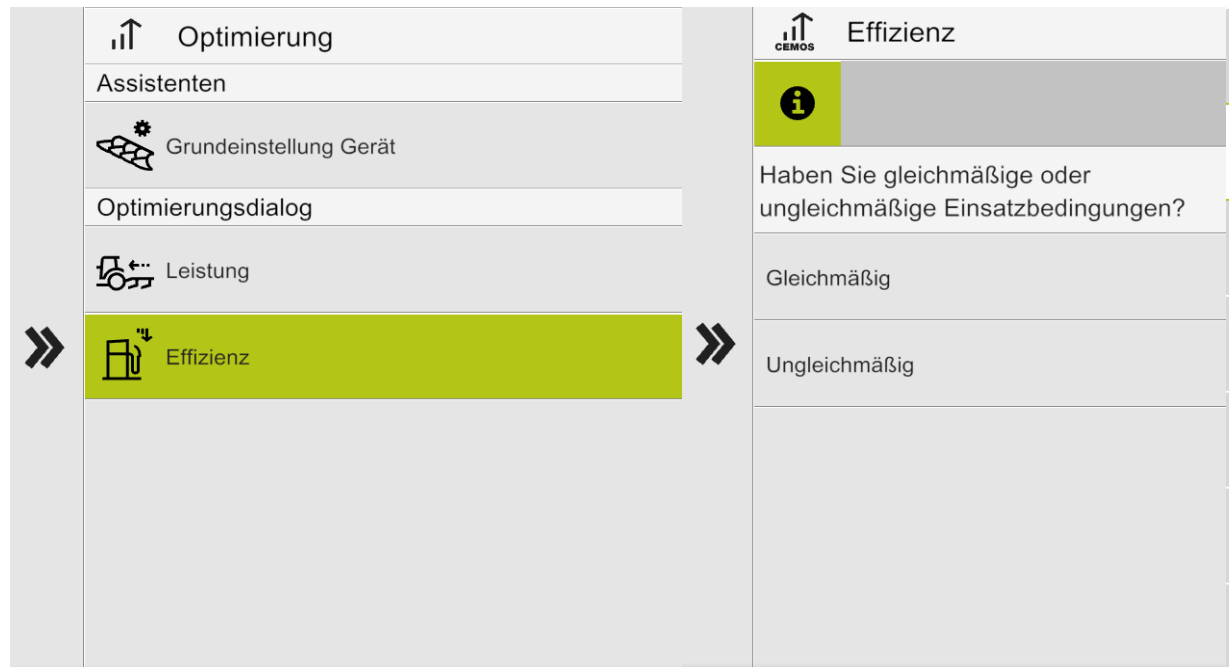 Optimierung
Assistenten
Grundeinstellung Gerät
Optimierungsdialog
Leistung
Effizienz
CEMOS
Effizienz
Haben Sie gleichmäßige oder
ungleichmäßige Einsatzbedingungen?
Gleichmäßig
Ungleichmäßig